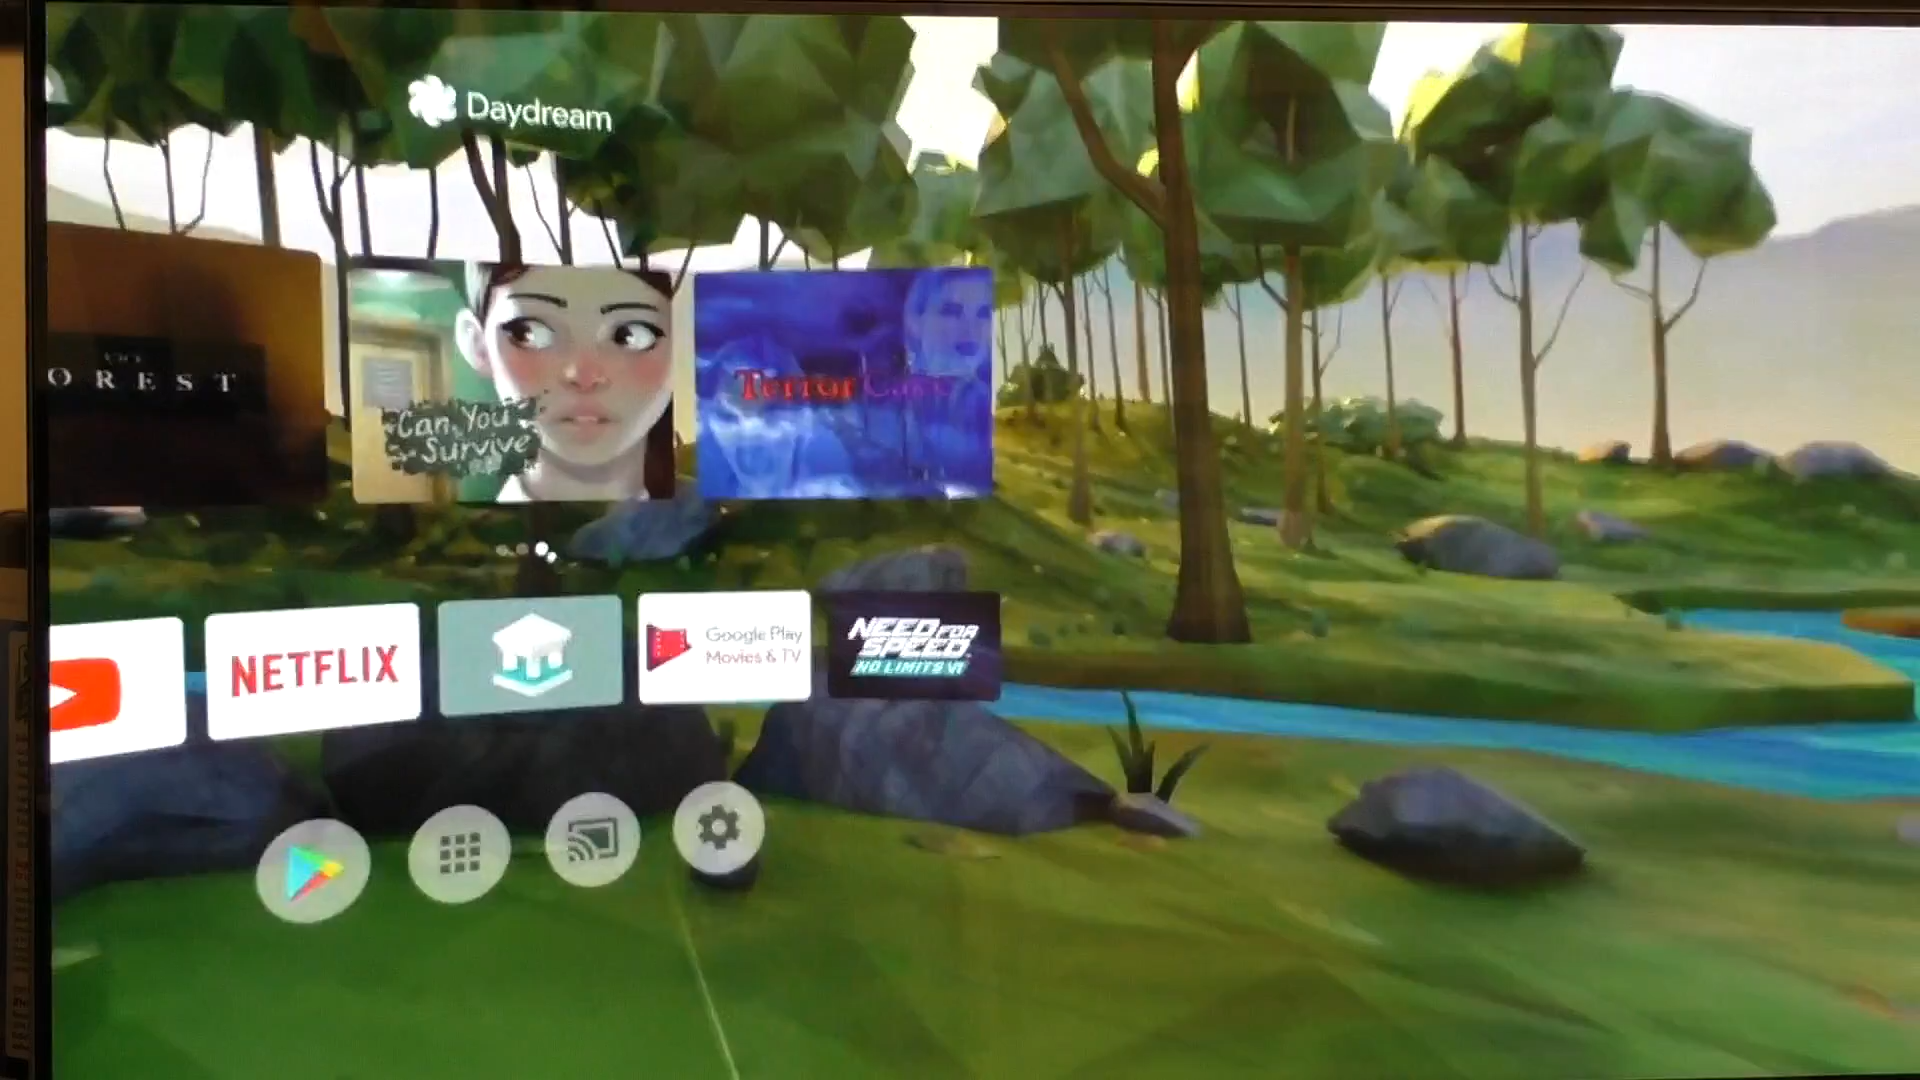 Daydream
OREST
Can You
Survive
Terror
NETFLIX
Google Play
Movies & TV
NEED FOR
SPEED
NO LIMITS VR